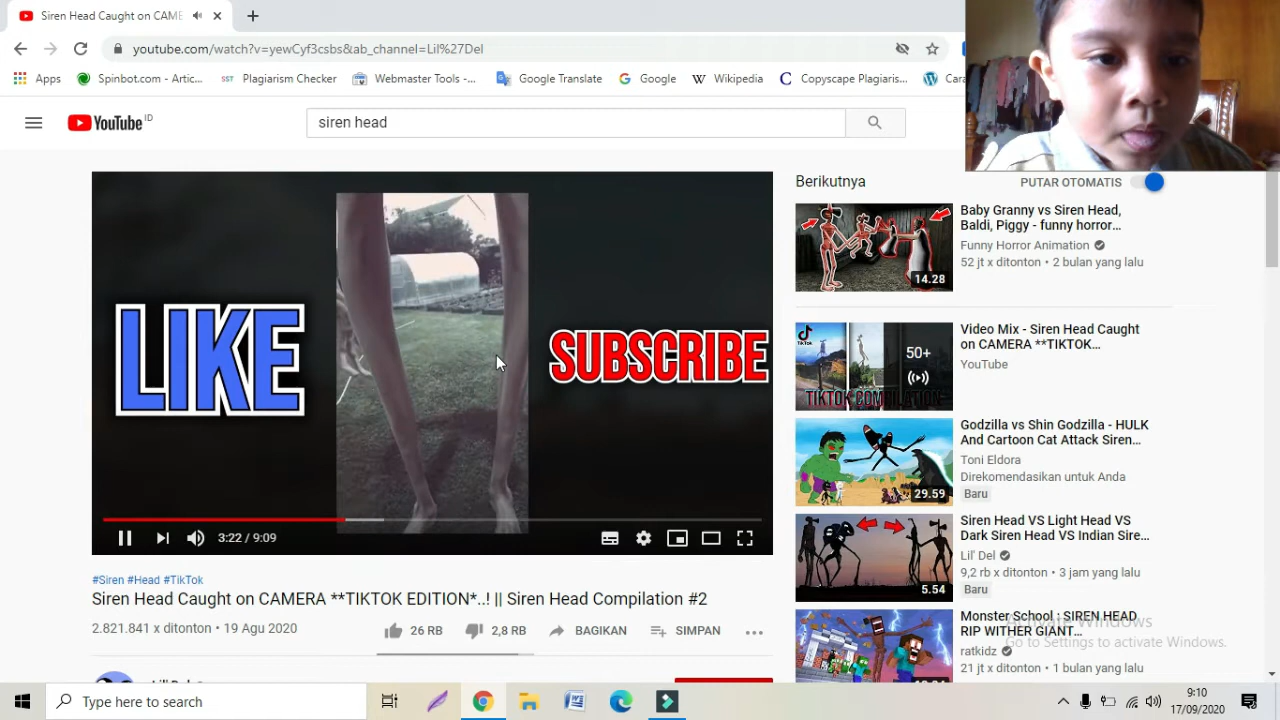 Siren Head Caught on CAME
youtube.com/watch?v=yewCyf3csbs&ab_channel=Lil%27Del
Apps
Spinbot.com - Artic...
SST
Plagiarism Checker
Webmaster Tools -...
Google Translate
Google
Wikipedia
Copyscape Plagiaris...
Cara
YouTube ID
siren head
LIKE
SUBSCRIBE
3:22 / 9:09
#Siren #Head #TikTok
Siren Head Caught on CAMERA **TIKTOK EDITION*..! || Siren Head Compilation #2
2.821.841 x ditonton • 19 Agu 2020
26 RB
2,8 RB
BAGIKAN
SIMPAN
Berikutnya
PUTAR OTOMATIS
14.28
Baby Granny vs Siren Head,
Baldi, Piggy - funny horror...
Funny Horror Animation
52 jt x ditonton • 2 bulan yang lalu
TikTok
50+
TIKTOK COMPILATION
Video Mix - Siren Head Caught
on CAMERA **TIKTOK...
YouTube
29.59
Godzilla vs Shin Godzilla - HULK
And Cartoon Cat Attack Siren...
Toni Eldora
Direkomendasikan untuk Anda
Baru
5.54
Siren Head VS Light Head VS
Dark Siren Head VS Indian Sire...
Lil' Del
9,2 rb x ditonton • 3 jam yang lalu
Baru
Monster School : SIREN HEAD
RIP WITHER GIANT...
ratkidz
21 jt x ditonton • 1 bulan yang lalu
Activate Windows
Go to Settings to activate Windows.
Type here to search
9:10
17/09/2020